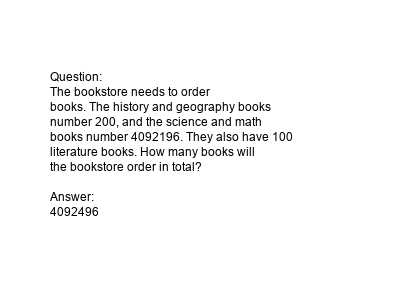 Question:
The bookstore needs to order
books. The history and geography books
number 200, and the science and math
books number 4092196. They also have 100
literature books. How many books will
the bookstore order in total?

Answer:
4092496